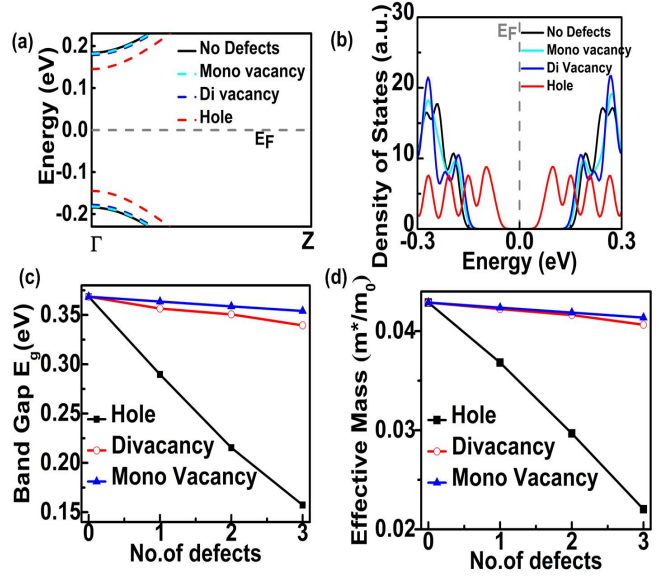 (a)
Energy (eV)
0.2
0.1
0.0
-0.1
-0.2
No Defects
Mono vacancy
Di vacancy
Hole
EF
Γ
Z
(b)
Density of States (a.u.)
30
25
20
15
10
5
0
EF
No Defects
Mono vacancy
Di Vacancy
Hole
-0.3
0.0
0.3
Energy (eV)
(c)
Band Gap Eg(eV)
0.35
0.30
0.25
0.20
0.15
Hole
Divacancy
Mono Vacancy
0 1 2 3
No.of defects
(d)
Effective Mass (m*/m0)
0.04
0.03
0.02
Hole
Divacancy
Mono Vacancy
0 1 2 3
No.of defects